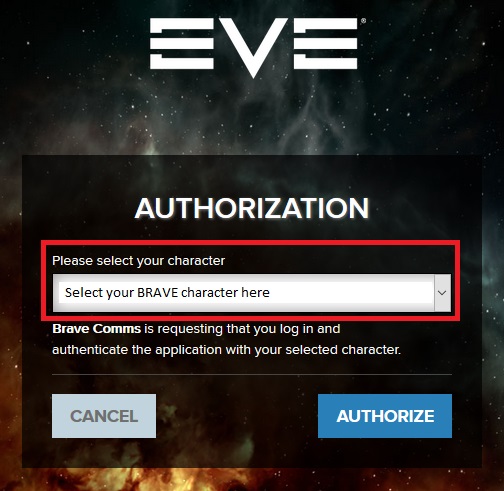 EVE®
AUTHORIZATION
Please select your character
Select your BRAVE character here
Brave Comms is requesting that you log in and
authenticate the application with your selected character.
CANCEL
AUTHORIZE